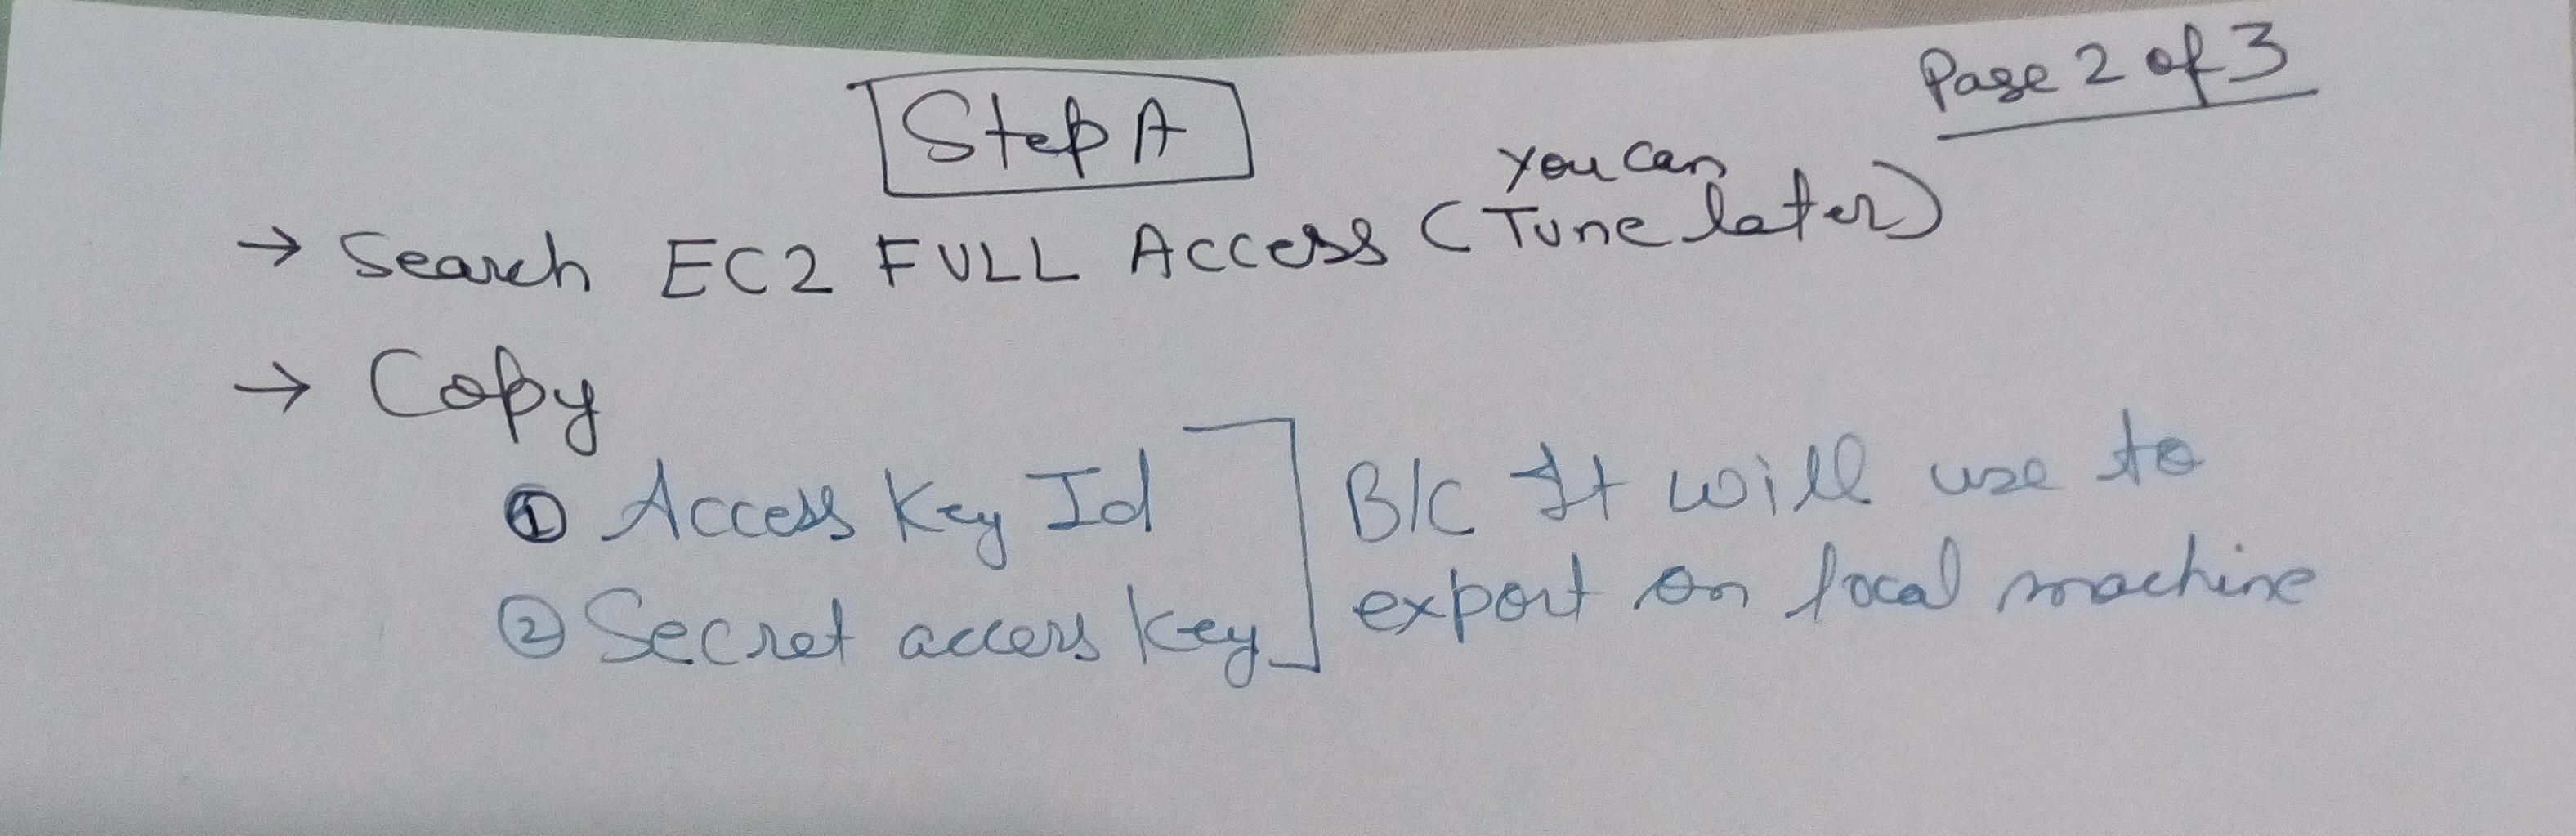 Page 2 of 3
Step A
→ Search EC2 FULL Access (you can Tune later)
→ Copy
① Access Key Id
② Secret access key
B/C It will use to
export on local machine